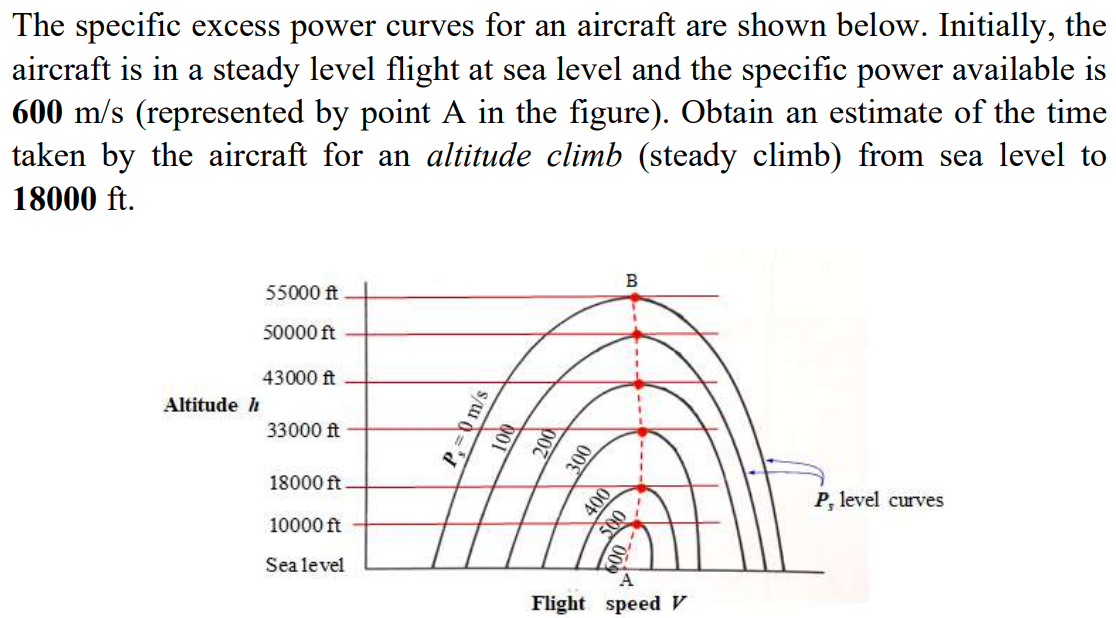 The specific excess power curves for an aircraft are shown below. Initially, the
aircraft is in a steady level flight at sea level and the specific power available is
600 m/s (represented by point A in the figure). Obtain an estimate of the time
taken by the aircraft for an altitude climb (steady climb) from sea level to
18000 ft.
B
55000 ft
50000 ft
43000 ft
Altitude h
33000 ft
Pₛ = 0 m/s
100
200
300
18000 ft
400
Pₛ level curves
10000 ft
500
Sea level
600
A
Flight speed V